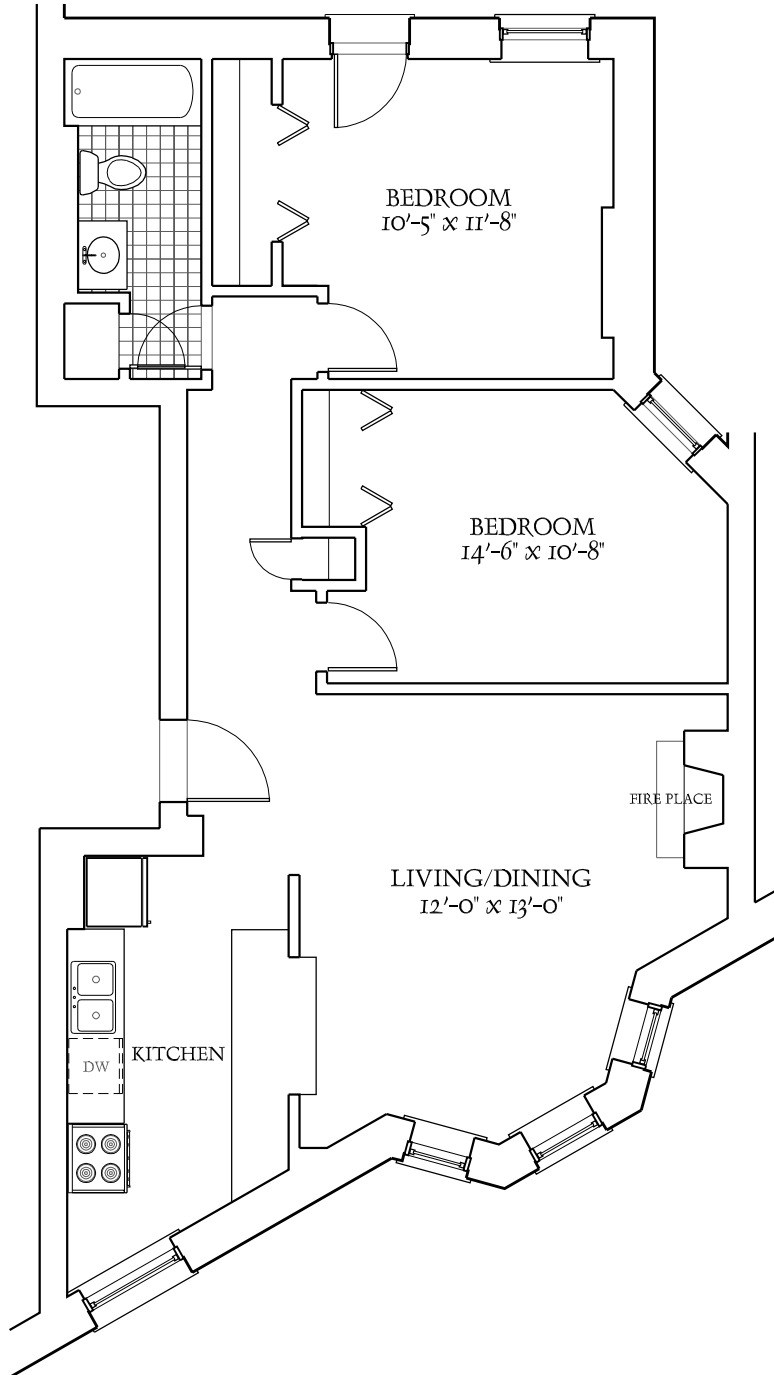 BEDROOM
10'-5" x 11'-8"
BEDROOM
14'-6" x 10'-8"
FIRE PLACE
LIVING/DINING
12'-0" x 13'-0"
KITCHEN
DW